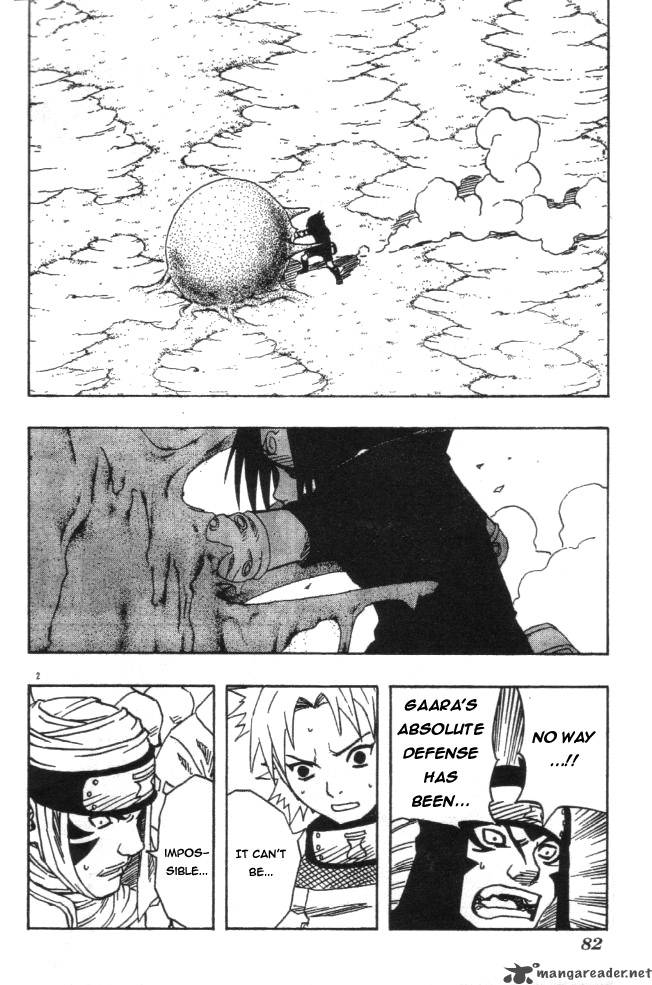 2
NO WAY
...!!
GAARA'S
ABSOLUTE
DEFENSE
HAS
BEEN...
IT CAN'T
BE...
IMPOS-
SIBLE...
82
mangareader.net